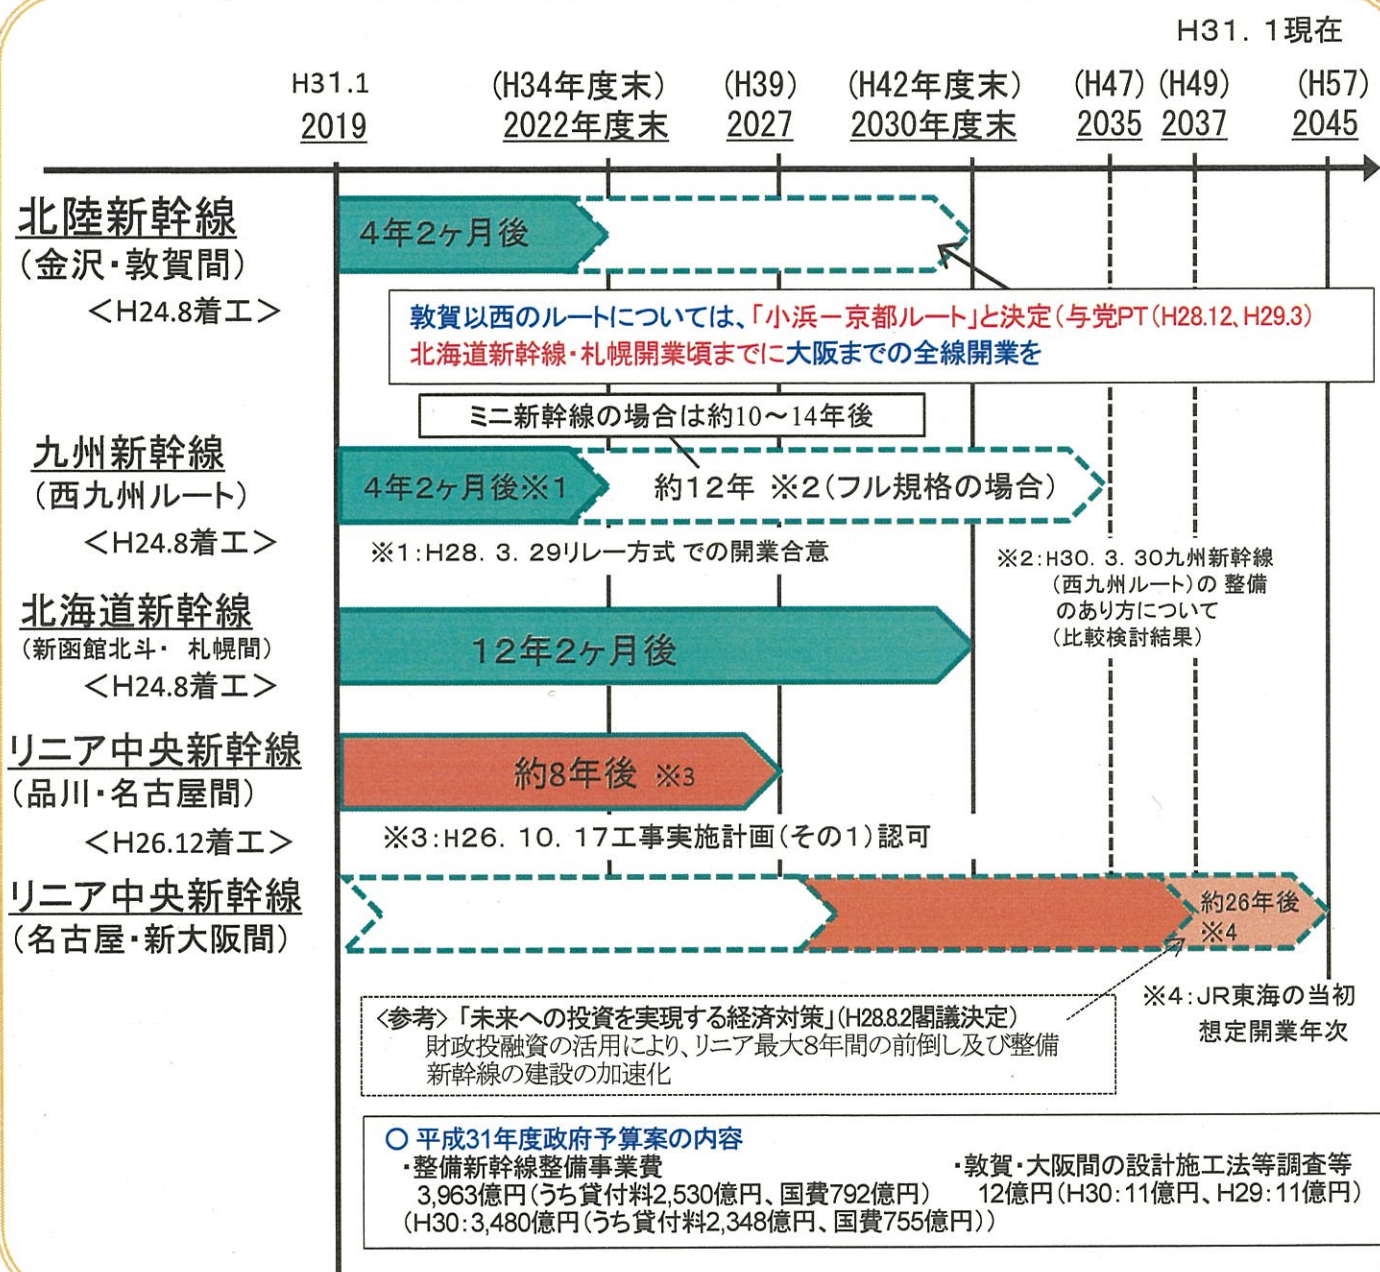 H31. 1現在
H31.1 (H34年度末) (H39) (H42年度末) (H47) (H49) (H57)
2019 2022年度末 2027 2030年度末 2035 2037 2045
北陸新幹線
(金沢・敦賀間)
<H24.8着工>
4年2ヶ月後
敦賀以西のルートについては、「小浜－京都ルート」と決定(与党PT(H28.12、H29.3)
北海道新幹線・札幌開業頃までに大阪までの全線開業を
ミニ新幹線の場合は約10～14年後
九州新幹線
(西九州ルート)
<H24.8着工>
4年2ヶ月後※1
約12年 ※2(フル規格の場合)
※1:H28. 3. 29リレー方式 での開業合意
※2:H30. 3. 30九州新幹線
(西九州ルート)の 整備
のあり方について
(比較検討結果)
北海道新幹線
(新函館北斗・ 札幌間)
<H24.8着工>
12年2ヶ月後
リニア中央新幹線
(品川・名古屋間)
<H26.12着工>
約8年後 ※3
※3:H26. 10. 17工事実施計画(その1)認可
リニア中央新幹線
(名古屋・新大阪間)
約26年後
※4
※4:JR東海の当初
想定開業年次
<参考>「未来への投資を実現する経済対策」(H28.8.2閣議決定)
財政投融資の活用により、リニア最大8年間の前倒し及び整備
新幹線の建設の加速化
○ 平成31年度政府予算案の内容
・整備新幹線整備事業費
3,963億円(うち貸付料2,530億円、国費792億円)
(H30:3,480億円(うち貸付料2,348億円、国費755億円))
・敦賀・大阪間の設計施工法等調査等
12億円(H30:11億円、H29:11億円)